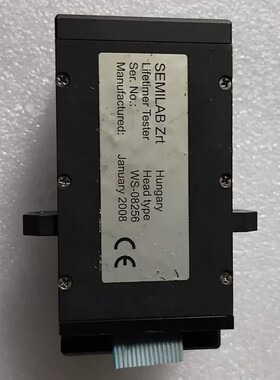 SEMILAB Zrt Hungary
Lifetimer Tester Head type
Ser. No.: WS-08256
Manufactured: January 2008
CE